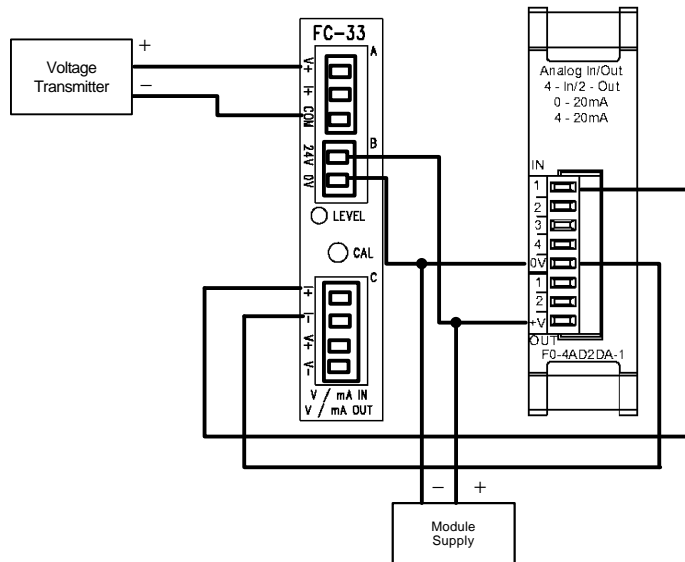 Voltage
Transmitter
+
−
FC-33
A
V+
I+
COM
B
24V
0V
LEVEL
CAL
C
I+
I-
V+
V-
V / mA IN
V / mA OUT
Analog In/Out
4 - In/2 - Out
0 - 20mA
4 - 20mA
IN
1
2
3
4
0V
1
2
+V
OUT
F0-4AD2DA-1
− +
Module
Supply